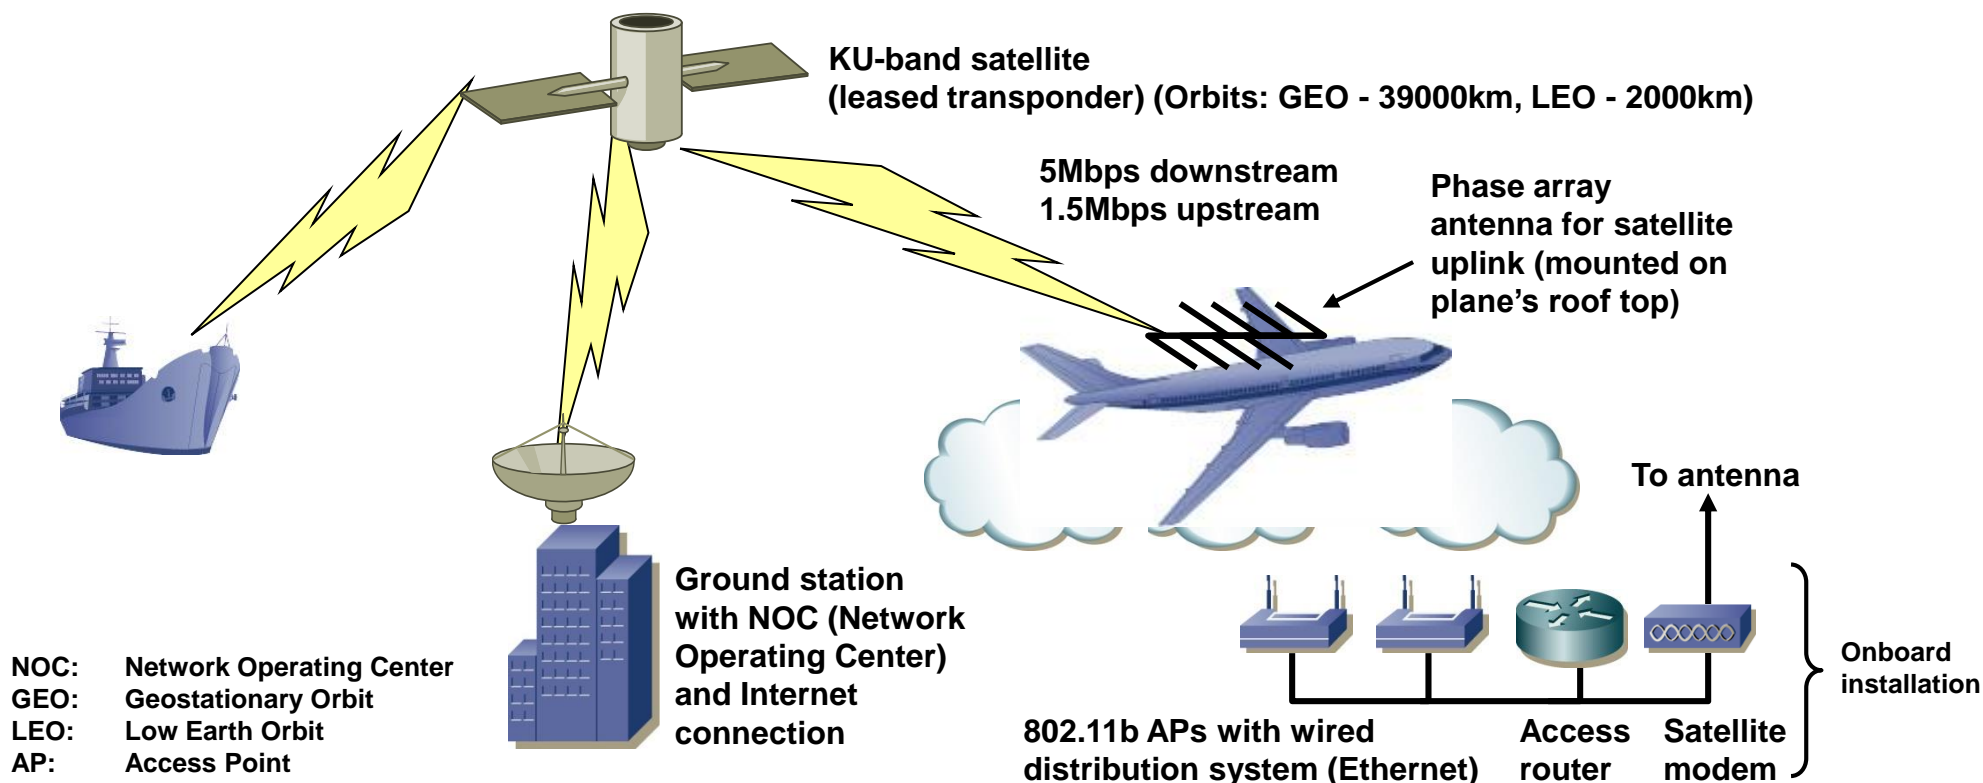 KU-band satellite
(leased transponder) (Orbits: GEO - 39000km, LEO - 2000km)
5Mbps downstream
1.5Mbps upstream
Phase array
antenna for satellite
uplink (mounted on
plane's roof top)
To antenna
Ground station
with NOC (Network
Operating Center)
and Internet
connection
Onboard
installation
NOC: Network Operating Center
GEO: Geostationary Orbit
LEO: Low Earth Orbit
AP: Access Point
802.11b APs with wired
distribution system (Ethernet)
Access
router
Satellite
modem